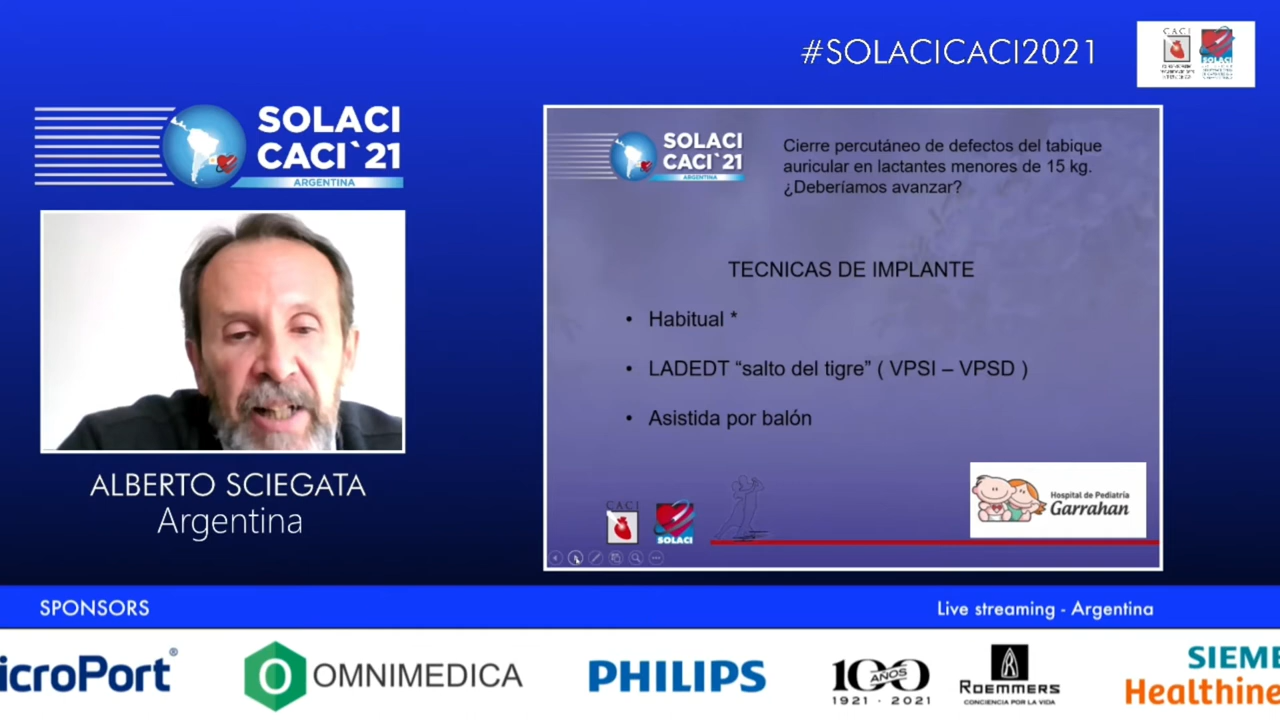 #SOLACICACI2021
CACI
SOLACI
SOLACI
CACI`21
ARGENTINA
ALBERTO SCIEGATA
Argentina
SOLACI
CACI`21
ARGENTINA
Cierre percutáneo de defectos del tabique
auricular en lactantes menores de 15 kg.
¿Deberíamos avanzar?
TECNICAS DE IMPLANTE
• Habitual *
• LADEDT “salto del tigre” ( VPSI – VPSD )
• Asistida por balón
CACI
SOLACI
Hospital de Pediatría
Garrahan
SPONSORS
Live streaming - Argentina
icroPort®
OMNIMEDICA
PHILIPS
100 AÑOS
1921 - 2021
ROEMMERS
CONCIENCIA POR LA VIDA
SIEME
Healthine